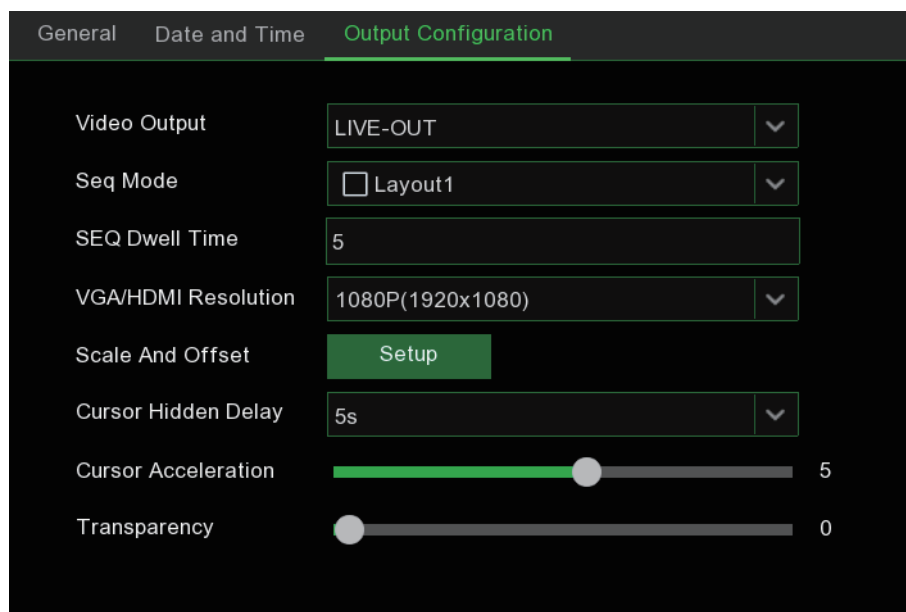 General Date and Time Output Configuration
Video Output LIVE-OUT
Seq Mode Layout1
SEQ Dwell Time 5
VGA/HDMI Resolution 1080P(1920x1080)
Scale And Offset Setup
Cursor Hidden Delay 5s
Cursor Acceleration 5
Transparency 0